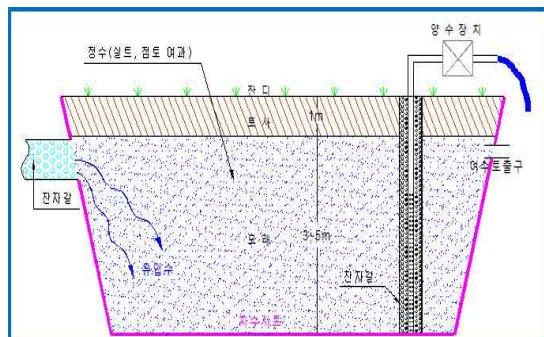 양수장치
정수(실트, 점토 여과)
잔디
토사
1m
여수토출구
잔자갈
모래
3~5m
유입수
잔자갈
차수시트